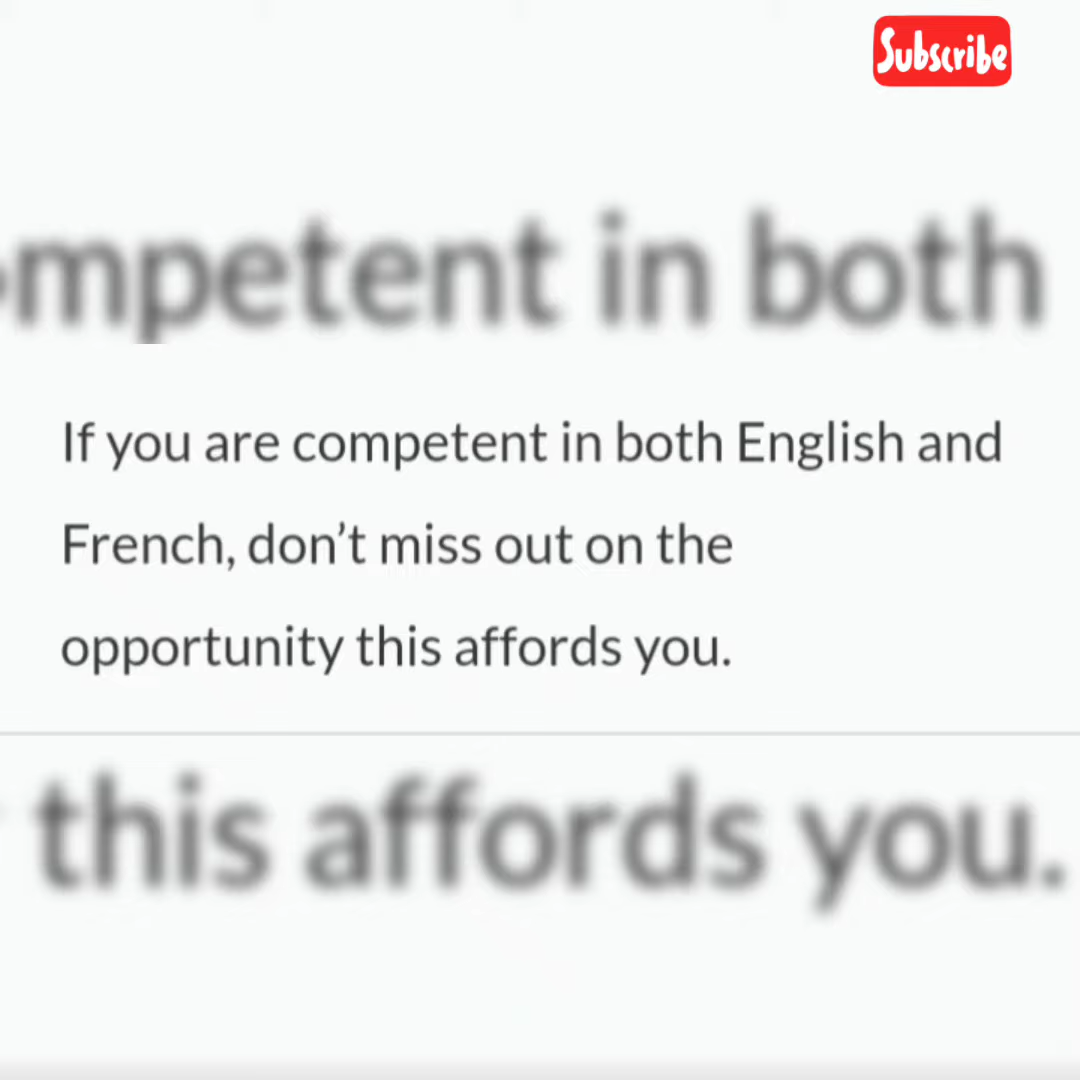 Subscribe
mpetent in both
If you are competent in both English and
French, don’t miss out on the
opportunity this affords you.
this affords you.